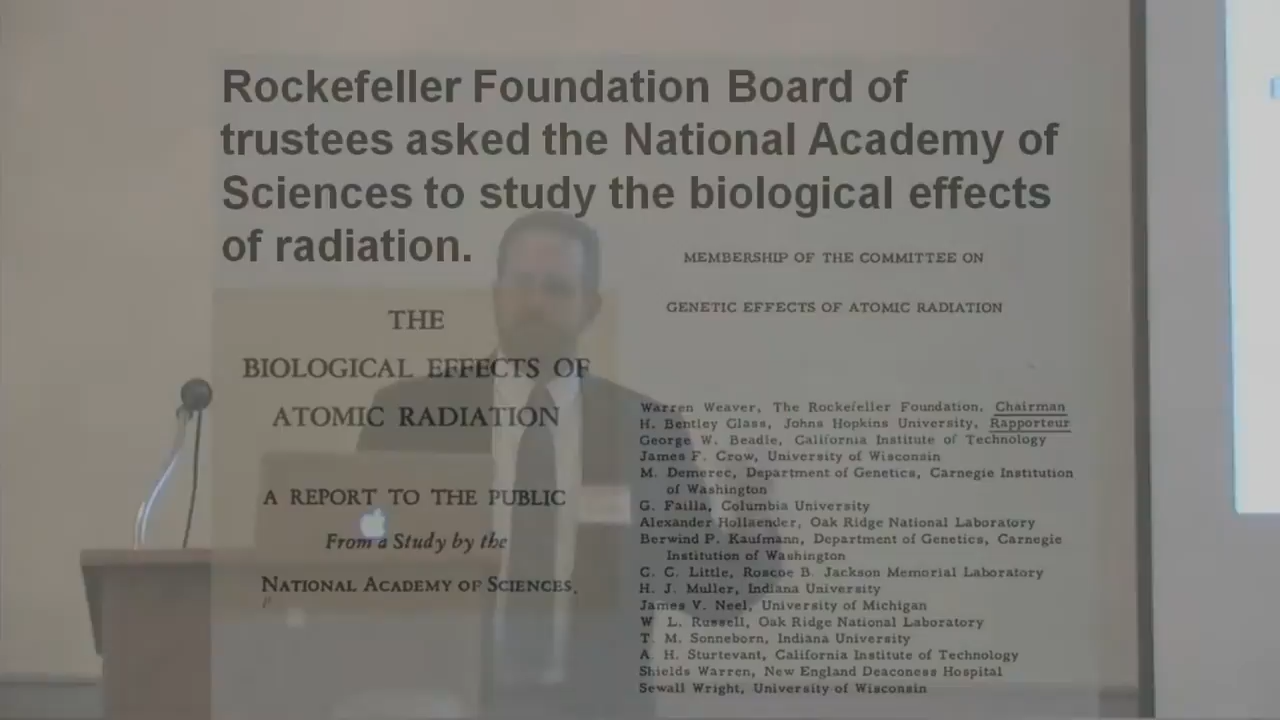 Rockefeller Foundation Board of
trustees asked the National Academy of
Sciences to study the biological effects
of radiation.
THE
BIOLOGICAL EFFECTS OF
ATOMIC RADIATION
A REPORT TO THE PUBLIC
From a Study by the
NATIONAL ACADEMY OF SCIENCES
MEMBERSHIP OF THE COMMITTEE ON
GENETIC EFFECTS OF ATOMIC RADIATION
Warren Weaver, The Rockefeller Foundation, Chairman
H. Bentley Glass, Johns Hopkins University, Rapporteur
George W. Beadle, California Institute of Technology
James F. Crow, University of Wisconsin
M. Demerec, Department of Genetics, Carnegie Institution
of Washington
G. Failla, Columbia University
Alexander Hollaender, Oak Ridge National Laboratory
Berwind P. Kaufmann, Department of Genetics, Carnegie
Institution of Washington
C. C. Little, Roscoe B. Jackson Memorial Laboratory
H. J. Muller, Indiana University
James V. Neel, University of Michigan
W. L. Russell, Oak Ridge National Laboratory
T. M. Sonneborn, Indiana University
A. H. Sturtevant, California Institute of Technology
Shields Warren, New England Deaconess Hospital
Sewall Wright, University of Wisconsin